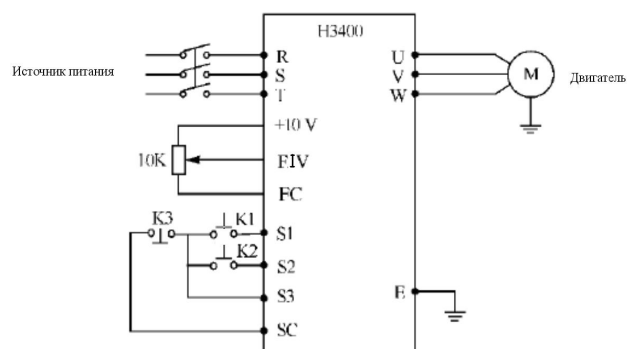 H3400
Источник питания
R
S
T
U
V
W
M
Двигатель
+10 V
10K
FIV
FC
K3
K1
K2
S1
S2
S3
SC
E